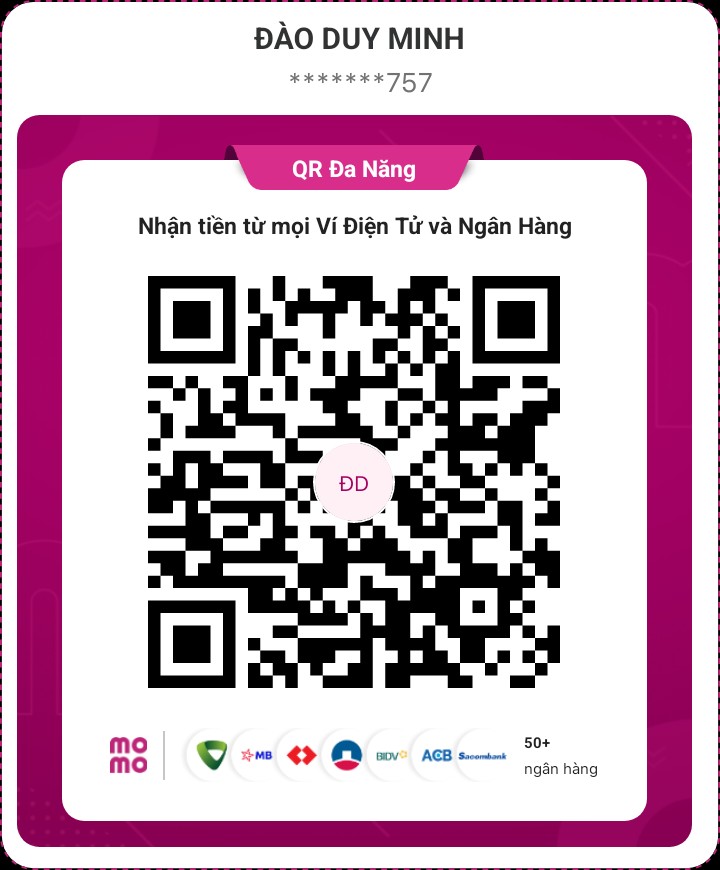 ĐÀO DUY MINH
*******757
QR Đa Năng
Nhận tiền từ mọi Ví Điện Tử và Ngân Hàng
ĐD
mo
mo
MB
BIDV
ACB
Sacombank
50+
ngân hàng